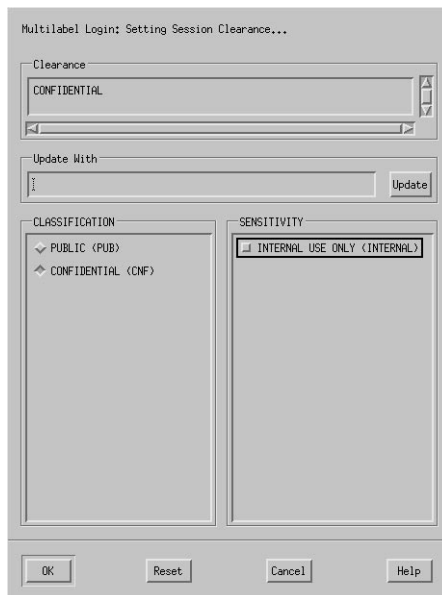 Multilabel Login: Setting Session Clearance...
Clearance
CONFIDENTIAL
Update With
Update
CLASSIFICATION
PUBLIC (PUB)
CONFIDENTIAL (CNF)
SENSITIVITY
INTERNAL USE ONLY (INTERNAL)
OK
Reset
Cancel
Help